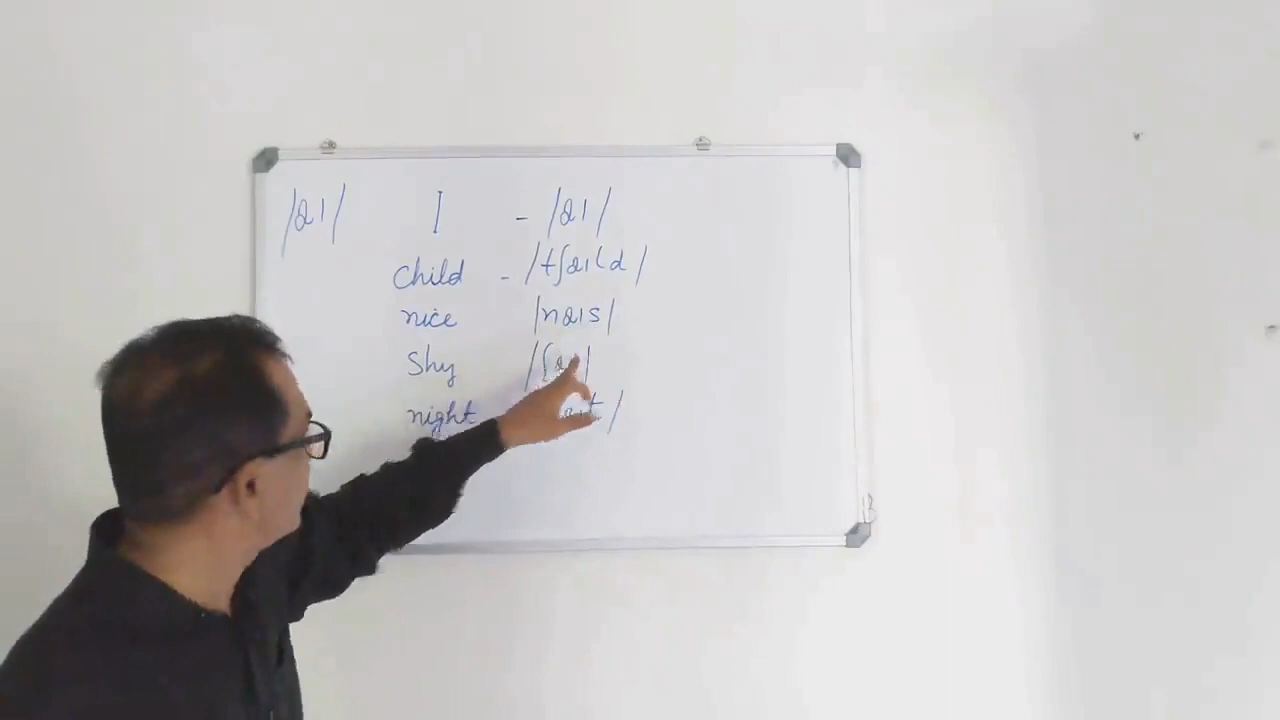 /aɪ/ I - /aɪ/
child - /tʃaɪld/
nice /naɪs/
Shy /ʃaɪ/
night aɪt/